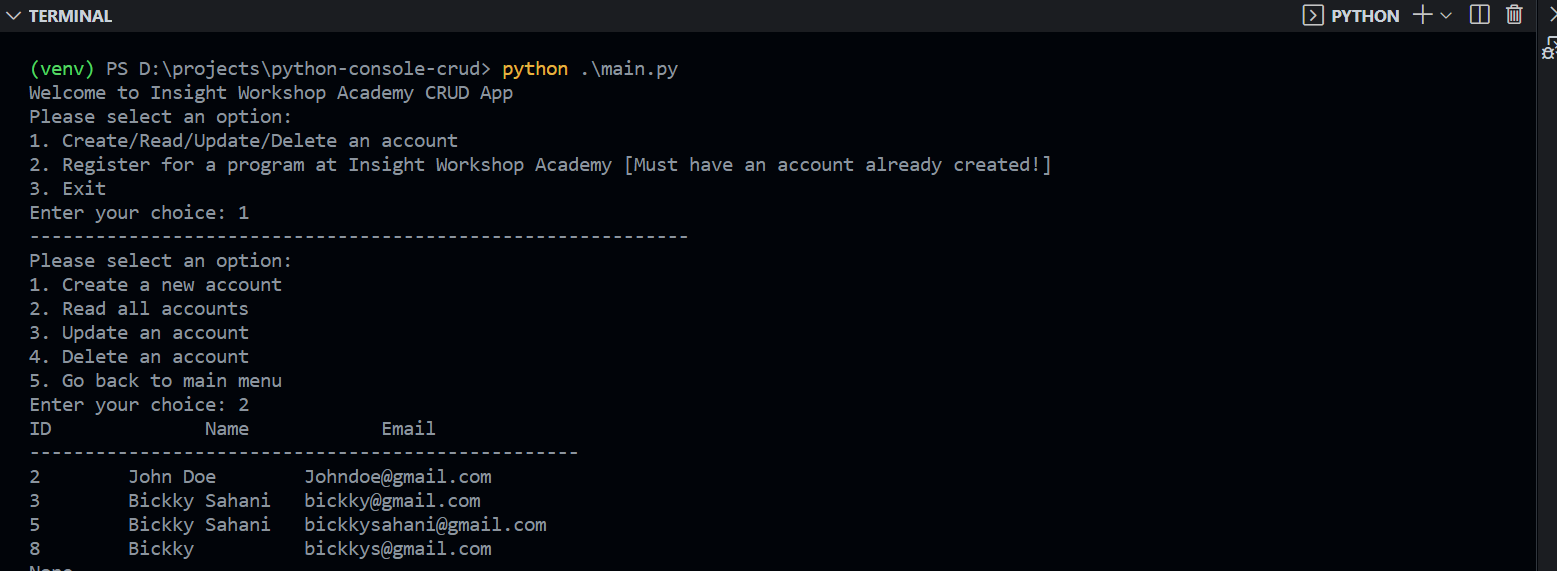 TERMINAL
PYTHON
(venv) PS D:\projects\python-console-crud> python .\main.py
Welcome to Insight Workshop Academy CRUD App
Please select an option:
1. Create/Read/Update/Delete an account
2. Register for a program at Insight Workshop Academy [Must have an account already created!]
3. Exit
Enter your choice: 1
------------------------------------------------------------
Please select an option:
1. Create a new account
2. Read all accounts
3. Update an account
4. Delete an account
5. Go back to main menu
Enter your choice: 2
ID              Name            Email
--------------------------------------------------
2        John Doe        Johndoe@gmail.com
3        Bickky Sahani   bickky@gmail.com
5        Bickky Sahani   bickkysahani@gmail.com
8        Bickky          bickkys@gmail.com
None